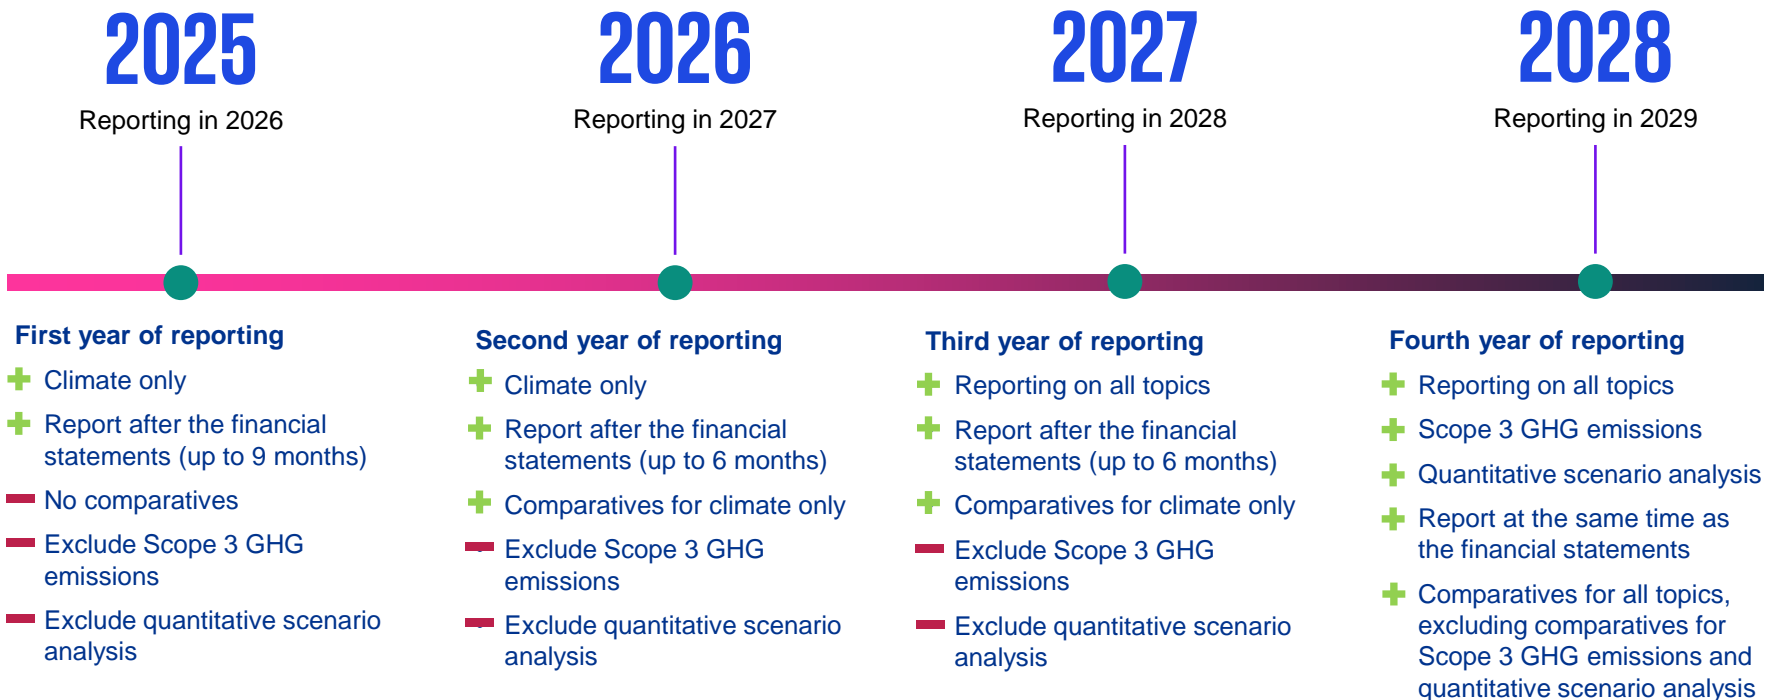 2025
Reporting in 2026
First year of reporting
Climate only
Report after the financial
statements (up to 9 months)
No comparatives
Exclude Scope 3 GHG
emissions
Exclude quantitative scenario
analysis
2026
Reporting in 2027
Second year of reporting
Climate only
Report after the financial
statements (up to 6 months)
Comparatives for climate only
Exclude Scope 3 GHG
emissions
Exclude quantitative scenario
analysis
2027
Reporting in 2028
Third year of reporting
Reporting on all topics
Report after the financial
statements (up to 6 months)
Comparatives for climate only
Exclude Scope 3 GHG
emissions
Exclude quantitative scenario
analysis
2028
Reporting in 2029
Fourth year of reporting
Reporting on all topics
Scope 3 GHG emissions
Quantitative scenario analysis
Report at the same time as
the financial statements
Comparatives for all topics,
excluding comparatives for
Scope 3 GHG emissions and
quantitative scenario analysis